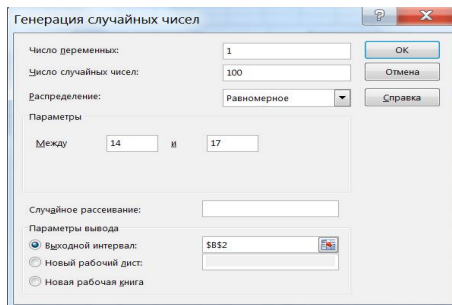 Генерация случайных чисел
Число переменных: 1 ОК
Число случайных чисел: 100 Отмена
Распределение: Равномерное Справка
Параметры
Между 14 и 17
Случайное рассеивание:
Параметры вывода
Выходной интервал: $B$2
Новый рабочий лист:
Новая рабочая книга